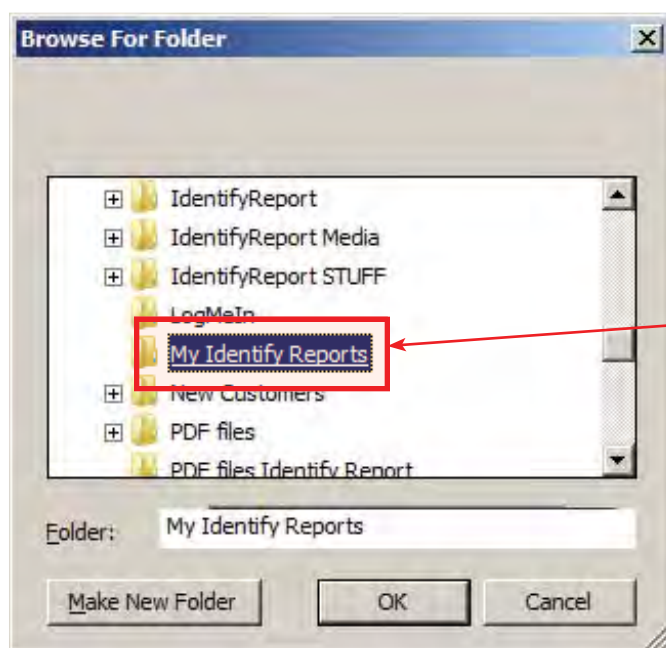 Browse For Folder
IdentifyReport
IdentifyReport Media
IdentifyReport STUFF
LogMeIn
My Identify Reports
New Customers
PDF files
PDF files Identify Report
Folder: My Identify Reports
Make New Folder OK Cancel